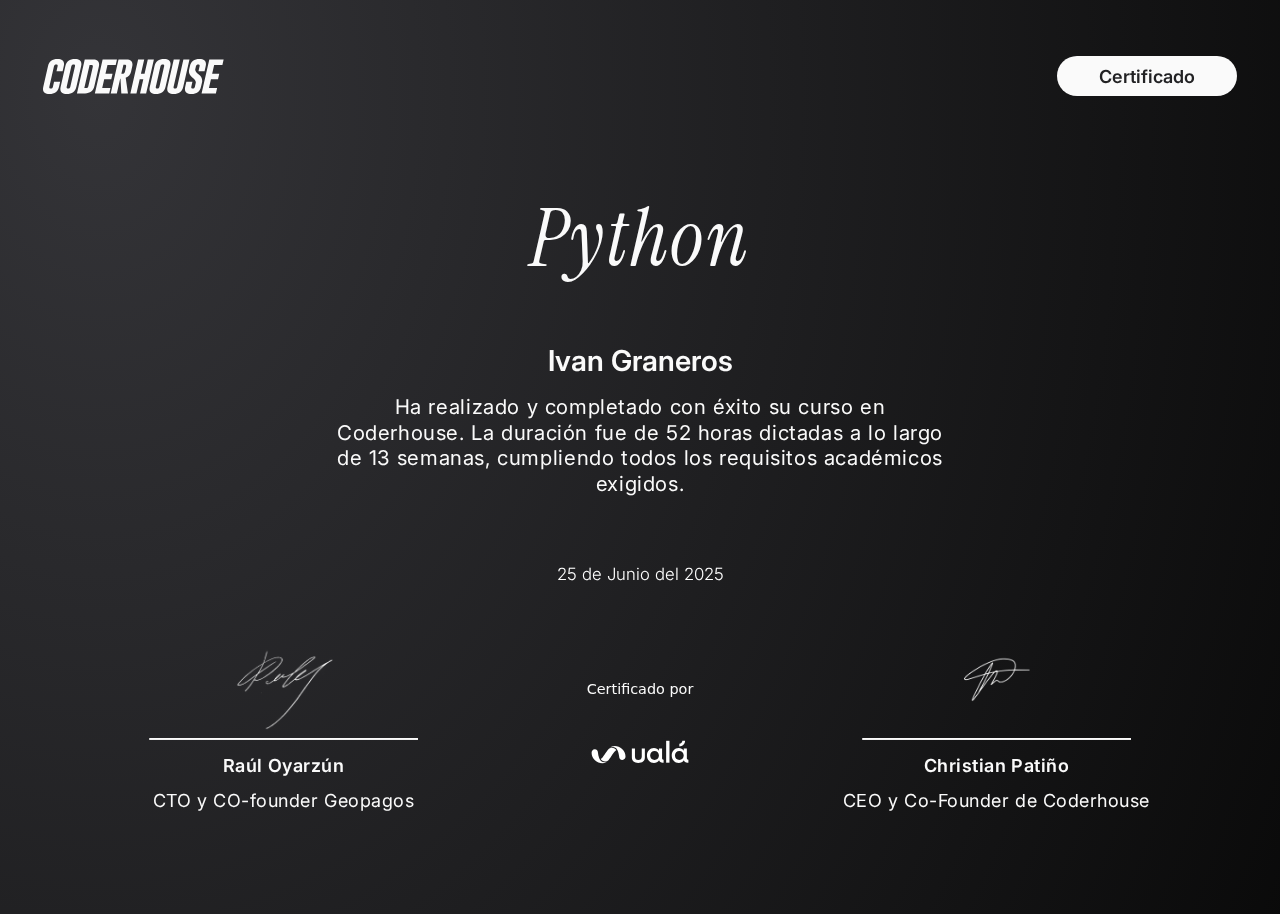 CODERHOUSE
Certificado
Python
Ivan Graneros
Ha realizado y completado con éxito su curso en
Coderhouse. La duración fue de 52 horas dictadas a lo largo
de 13 semanas, cumpliendo todos los requisitos académicos
exigidos.
25 de Junio del 2025
Certificado por
ualá
Raúl Oyarzún
CTO y CO-founder Geopagos
Christian Patiño
CEO y Co-Founder de Coderhouse